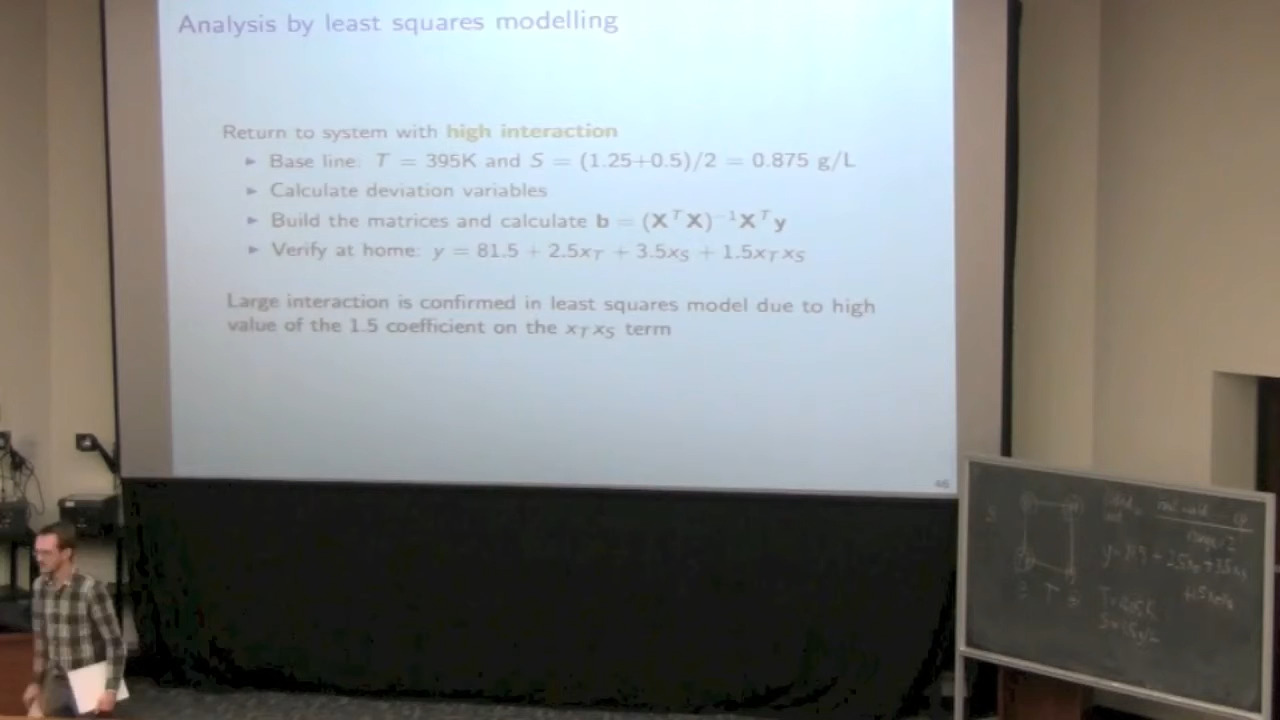 Analysis by least squares modelling
Return to system with high interaction
► Base line: T = 395K and S = (1.25+0.5)/2 = 0.875 g/L
► Calculate deviation variables
► Build the matrices and calculate b = (XᵀX)⁻¹Xᵀy
► Verify at home: y = 81.5 + 2.5x_T + 3.5x_S + 1.5x_T x_S
Large interaction is confirmed in least squares model due to high
value of the 1.5 coefficient on the x_T x_S term
46
S
T